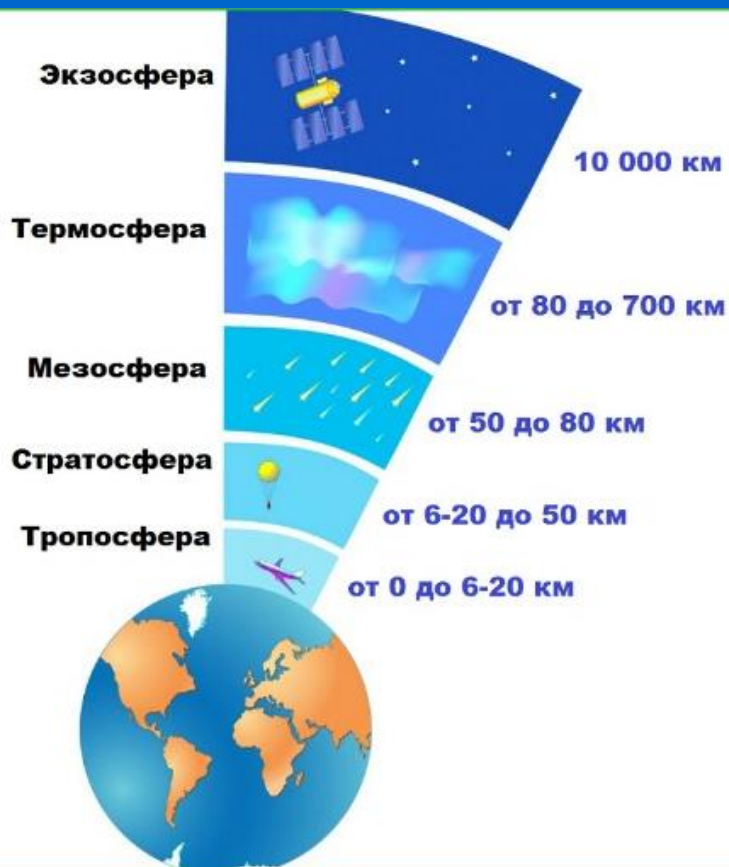 Экзосфера
10 000 км
Термосфера
от 80 до 700 км
Мезосфера
от 50 до 80 км
Стратосфера
от 6-20 до 50 км
Тропосфера
от 0 до 6-20 км